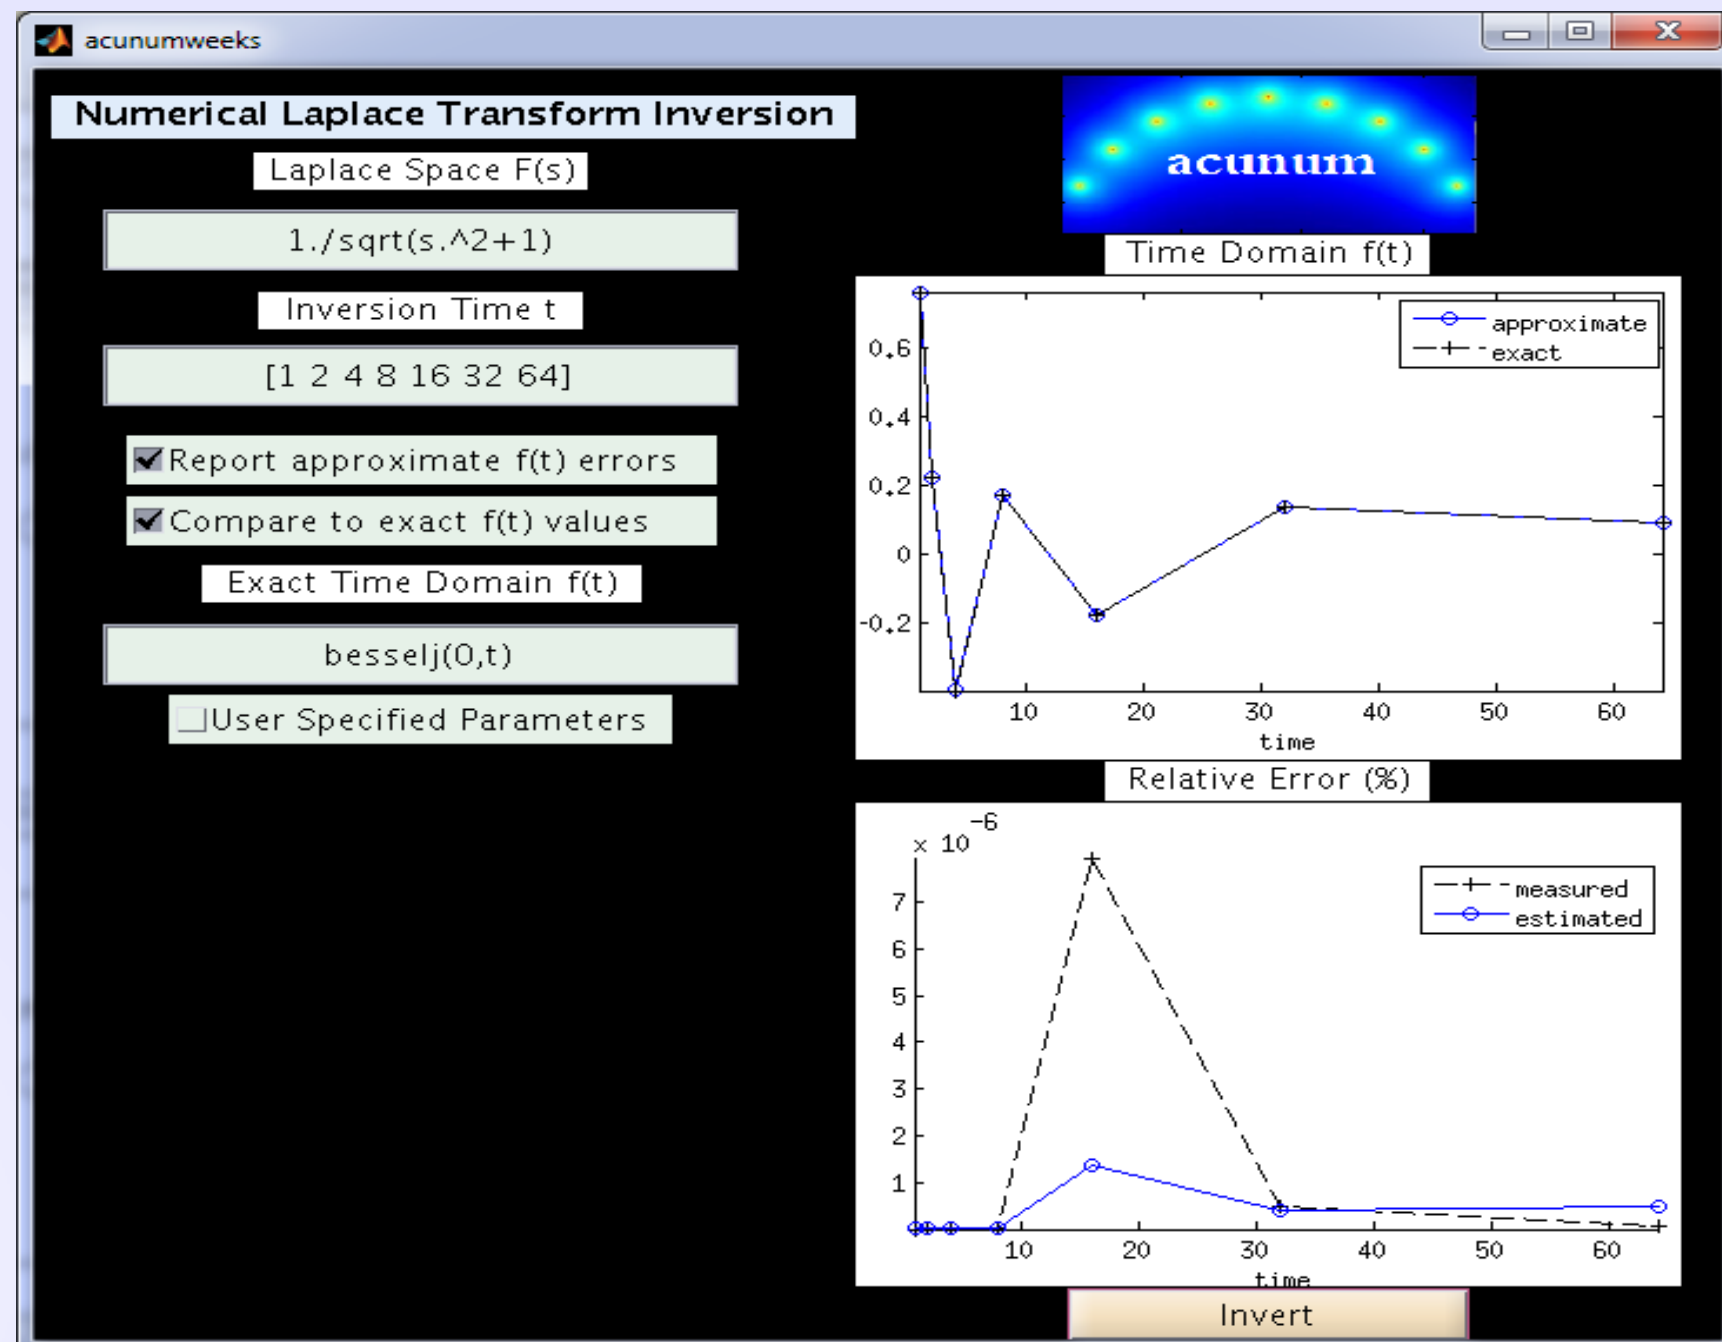 acunumweeks
Numerical Laplace Transform Inversion
Laplace Space F(s)
1./sqrt(s.^2+1)
Inversion Time t
[1 2 4 8 16 32 64]
Report approximate f(t) errors
Compare to exact f(t) values
Exact Time Domain f(t)
besselj(0,t)
User Specified Parameters
acunum
Time Domain f(t)
approximate
exact
0.6
0.4
0.2
0
-0.2
10 20 30 40 50 60
time
Relative Error (%)
x 10^-6
measured
estimated
7
6
5
4
3
2
1
10 20 30 40 50 60
time
Invert